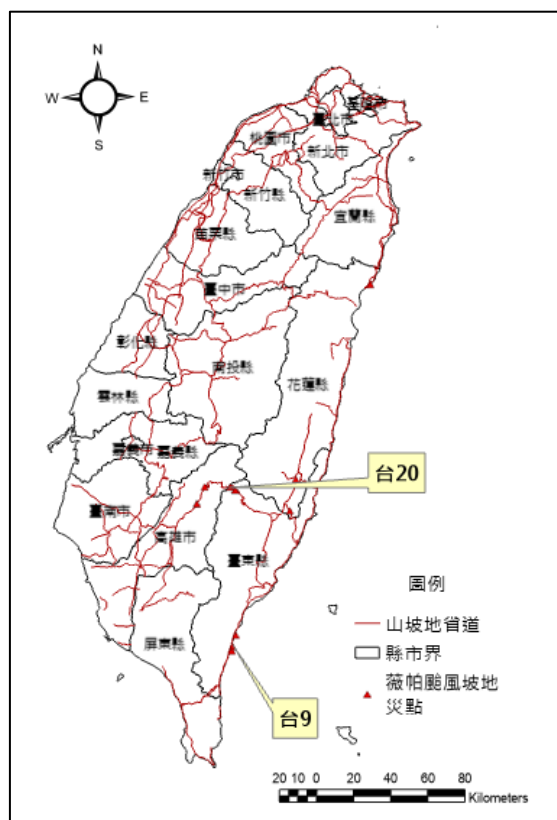 N
W E
S
基隆市
臺北市
桃園市
新北市
新竹市
新竹縣
宜蘭縣
苗栗縣
臺中市
彰化縣
南投縣
花蓮縣
雲林縣
嘉義市 嘉義縣
台20
臺南市
高雄市
臺東縣
圖例
山坡地省道
縣市界
薇帕颱風坡地
災點
屏東縣
台9
20 10 0 20 40 60 80
Kilometers